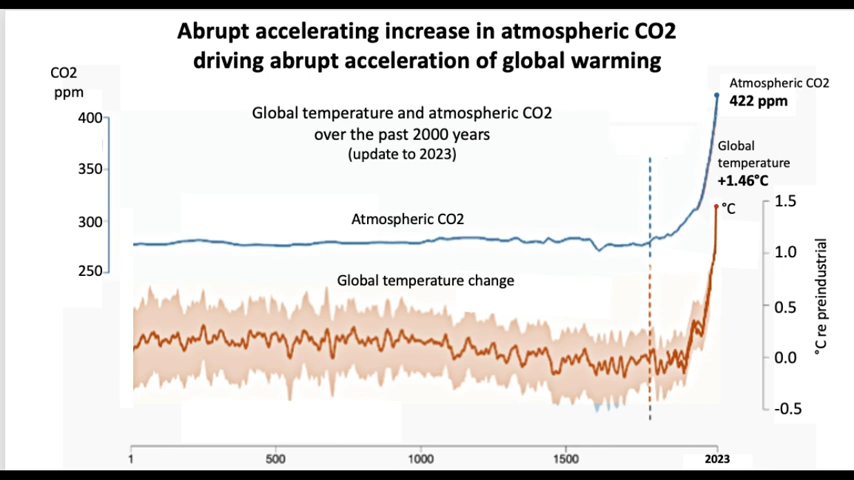 Abrupt accelerating increase in atmospheric CO2
driving abrupt acceleration of global warming
CO2
ppm
Atmospheric CO2
422 ppm
Global temperature and atmospheric CO2
over the past 2000 years
(update to 2023)
400
350
300
250
Global
temperature
+1.46°C
°C
Atmospheric CO2
Global temperature change
1.5
1.0
0.5
0.0
-0.5
°C re preindustrial
1
500
1000
1500
2023